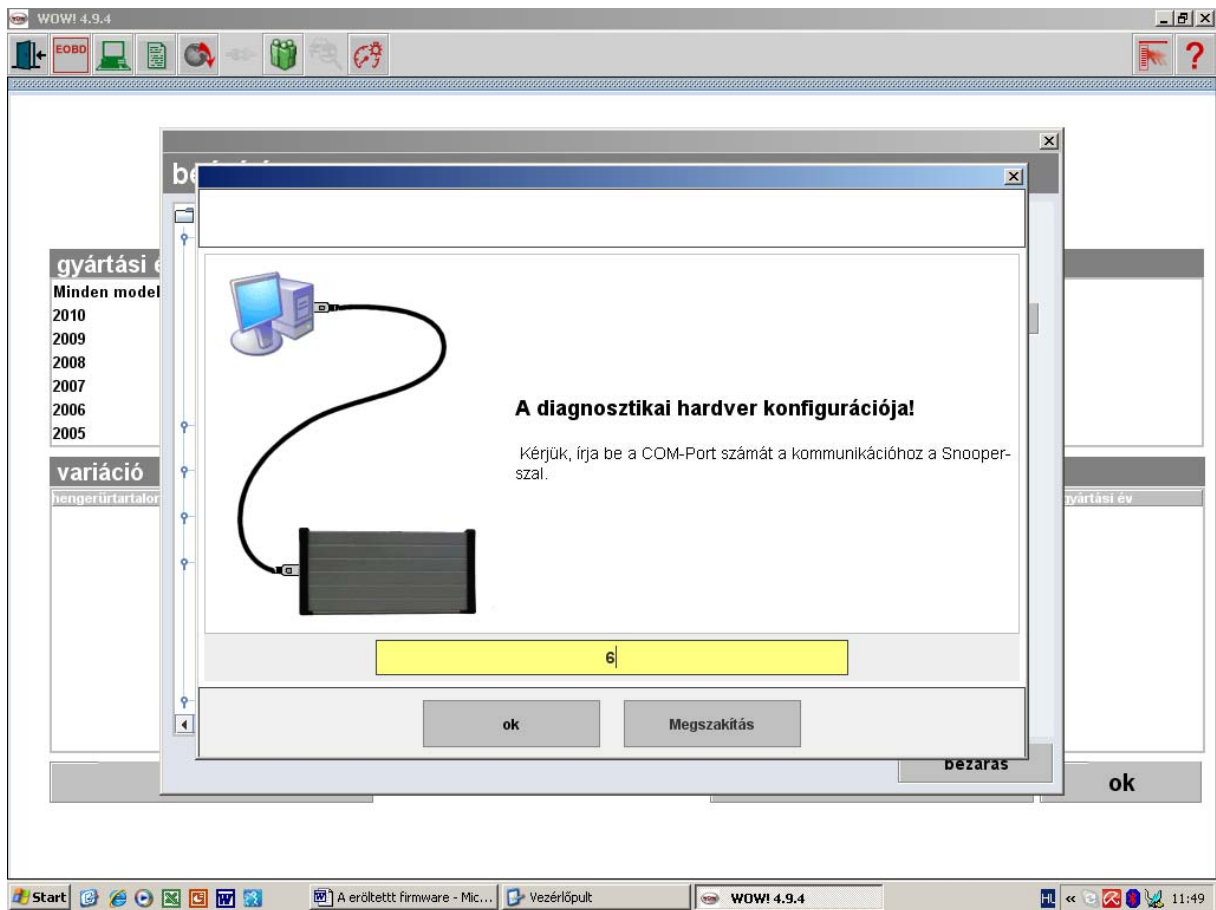 WOW! 4.9.4
EOBD
?
gyártási é
Minden model
2010
2009
2008
2007
2006
2005
variáció
hengerűrtartalom
gyártási év
A diagnosztikai hardver konfigurációja!
Kérjük, írja be a COM-Port számát a kommunikációhoz a Snooper-
szal.
6
ok
Megszakítás
bezárás
ok
Start
A eröltettt firmware - Mic...
Vezérlőpult
WOW! 4.9.4
HU
«
11:49